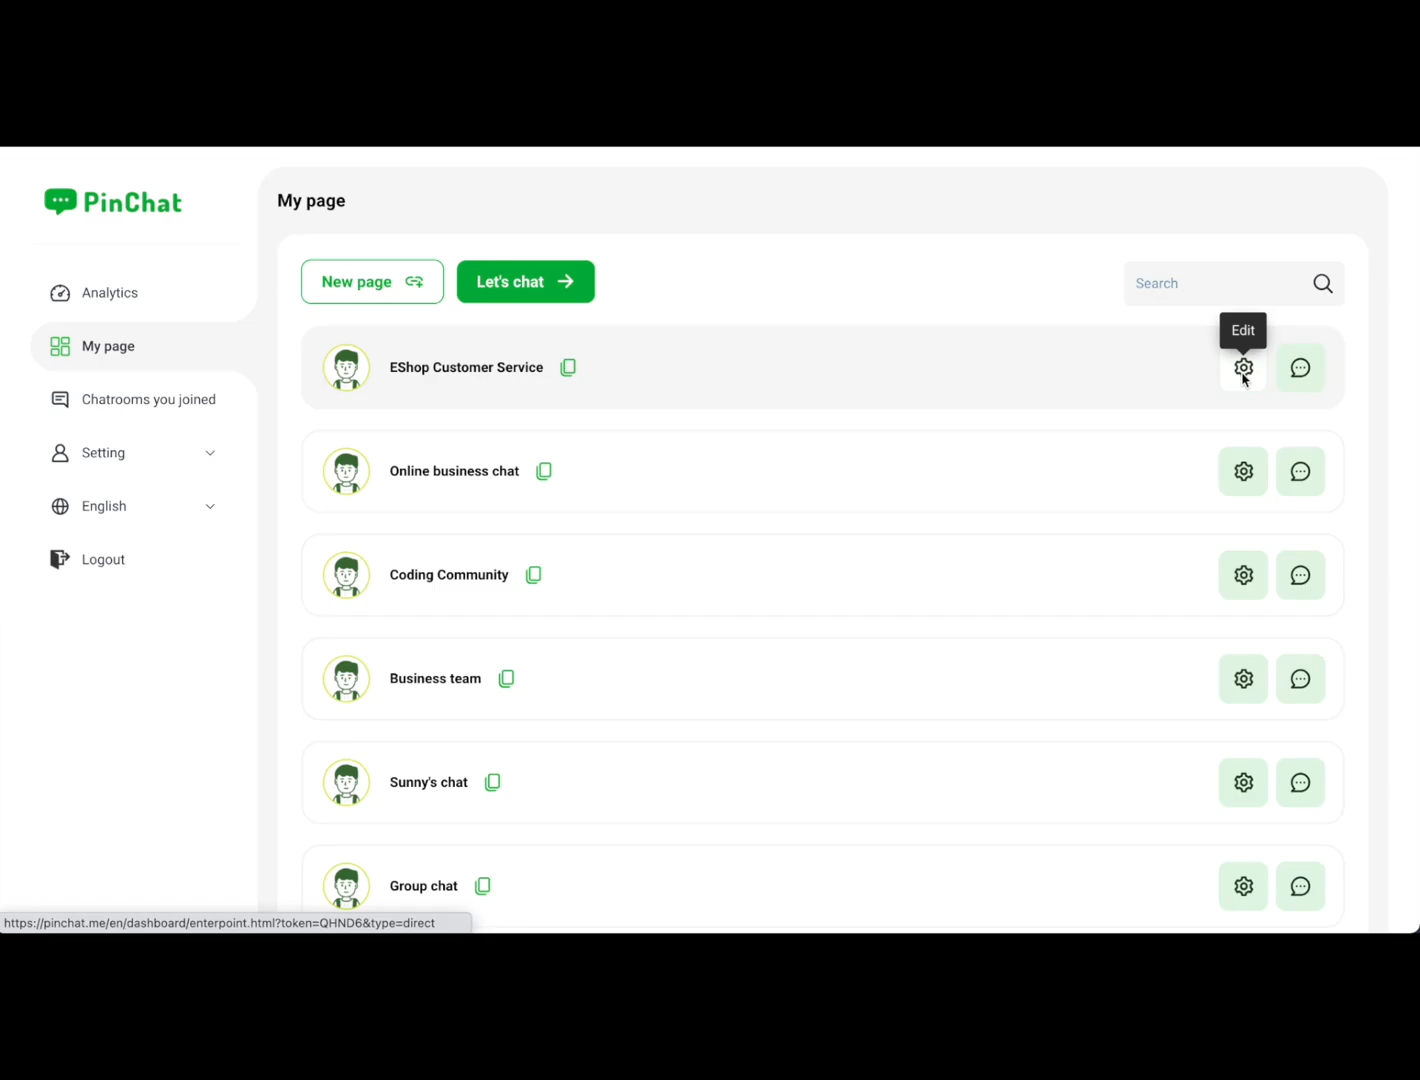 PinChat
My page
New page
Let's chat
Search
Analytics
Edit
My page
EShop Customer Service
Chatrooms you joined
Setting
Online business chat
English
Logout
Coding Community
Business team
Sunny's chat
Group chat
https://pinchat.me/en/dashboard/enterpoint.html?token=QHND6&type=direct